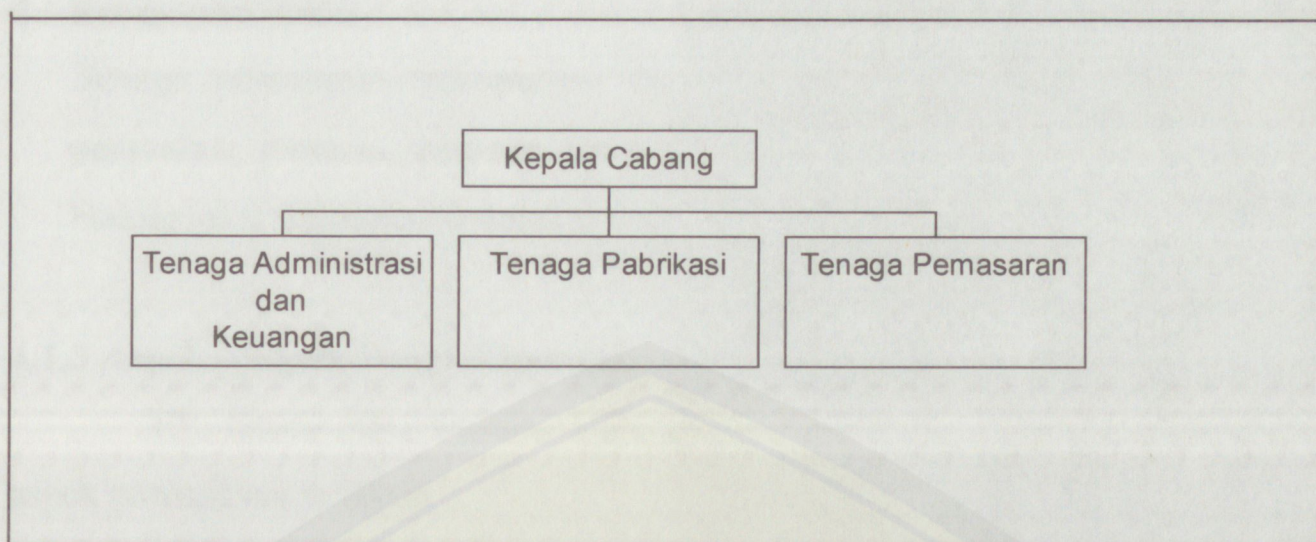 Kepala Cabang
Tenaga Administrasi
dan
Keuangan
Tenaga Pabrikasi
Tenaga Pemasaran